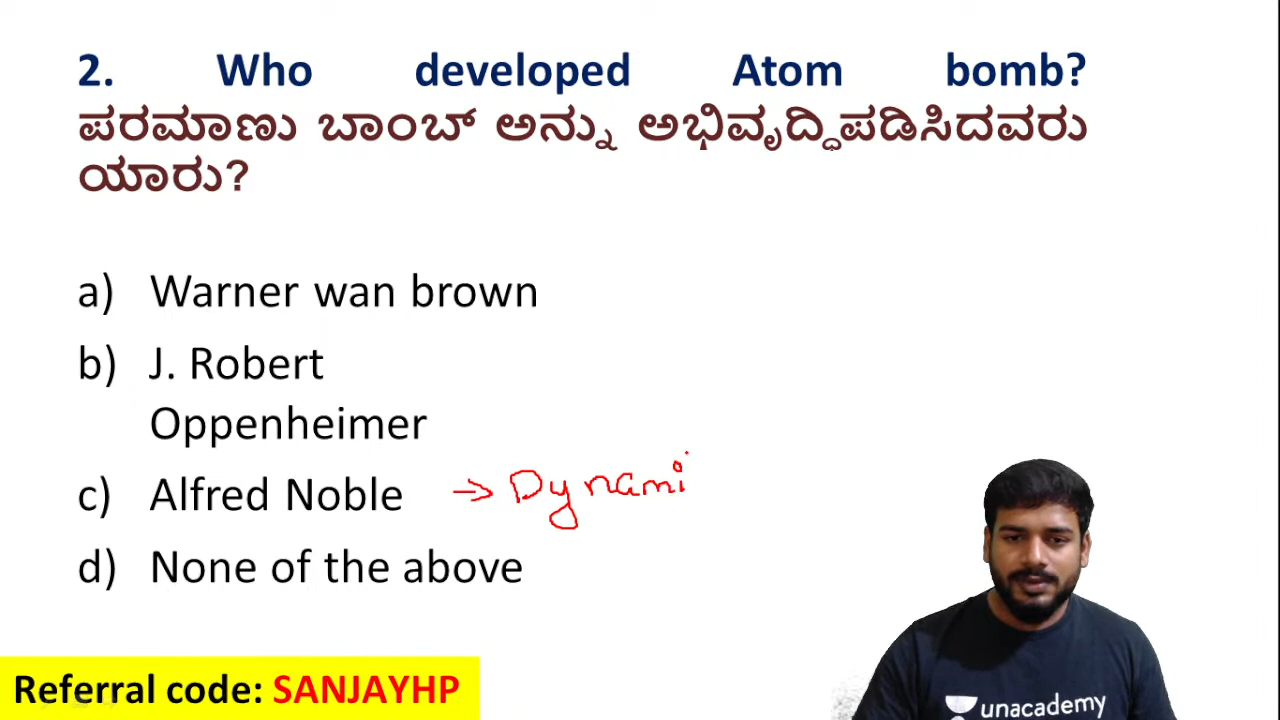 2. Who developed Atom bomb?
ಪರಮಾಣು ಬಾಂಬ್ ಅನ್ನು ಅಭಿವೃದ್ಧಿಪಡಿಸಿದವರು
ಯಾರು?
a) Warner wan brown
b) J. Robert
Oppenheimer
c) Alfred Noble → Dynami
d) None of the above
Referral code: SANJAYHP
unacademy